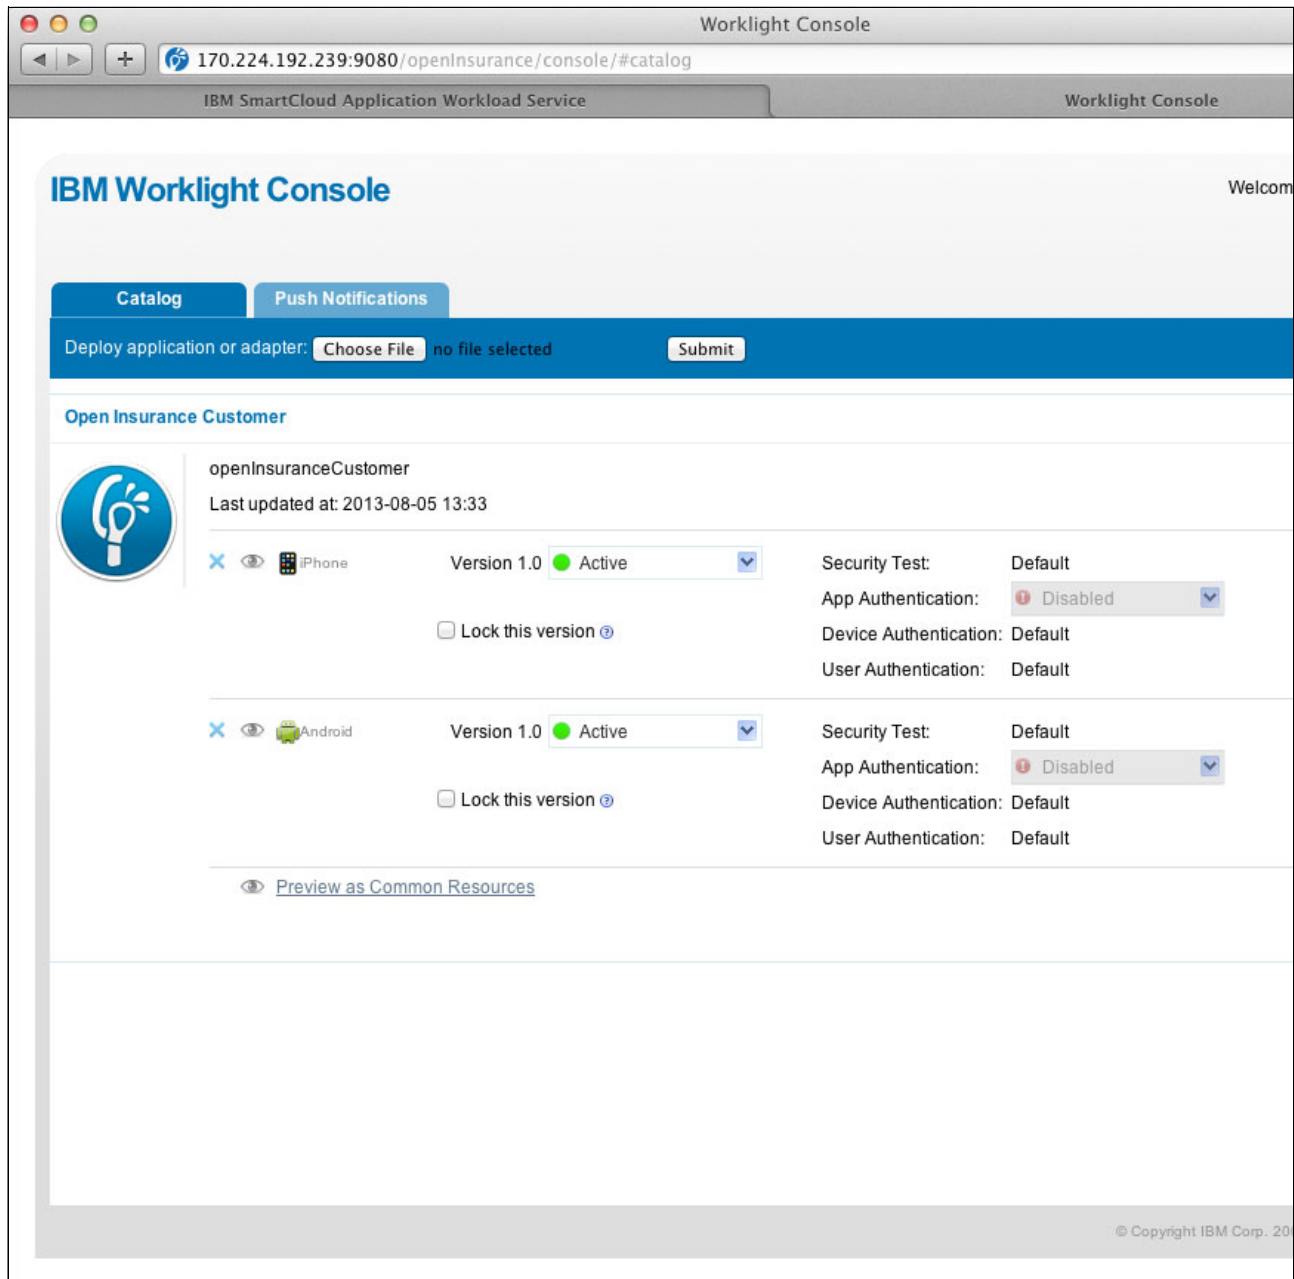 Worklight Console
170.224.192.239:9080/openInsurance/console/#catalog
IBM SmartCloud Application Workload Service Worklight Console
IBM Worklight Console
Welcom
Catalog Push Notifications
Deploy application or adapter: Choose File no file selected Submit
Open Insurance Customer
openInsuranceCustomer
Last updated at: 2013-08-05 13:33
iPhone Version 1.0 Active Security Test: Default
App Authentication: Disabled
Lock this version Device Authentication: Default
User Authentication: Default
Android Version 1.0 Active Security Test: Default
App Authentication: Disabled
Lock this version Device Authentication: Default
User Authentication: Default
Preview as Common Resources
© Copyright IBM Corp. 20